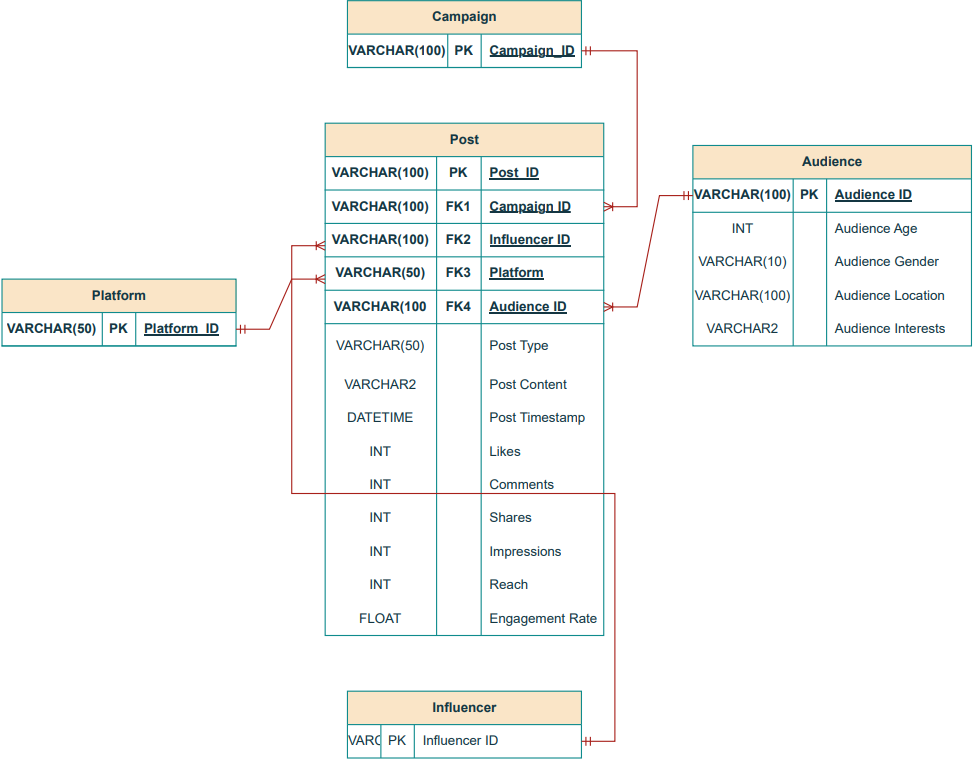 Campaign
VARCHAR(100) PK Campaign_ID
Post
VARCHAR(100) PK Post_ID
VARCHAR(100) FK1 Campaign ID
VARCHAR(100) FK2 Influencer ID
VARCHAR(50) FK3 Platform
VARCHAR(100 FK4 Audience ID
VARCHAR(50) Post Type
VARCHAR2 Post Content
DATETIME Post Timestamp
INT Likes
INT Comments
INT Shares
INT Impressions
INT Reach
FLOAT Engagement Rate
Audience
VARCHAR(100) PK Audience ID
INT Audience Age
VARCHAR(10) Audience Gender
VARCHAR(100) Audience Location
VARCHAR2 Audience Interests
Platform
VARCHAR(50) PK Platform_ID
Influencer
VARC PK Influencer ID